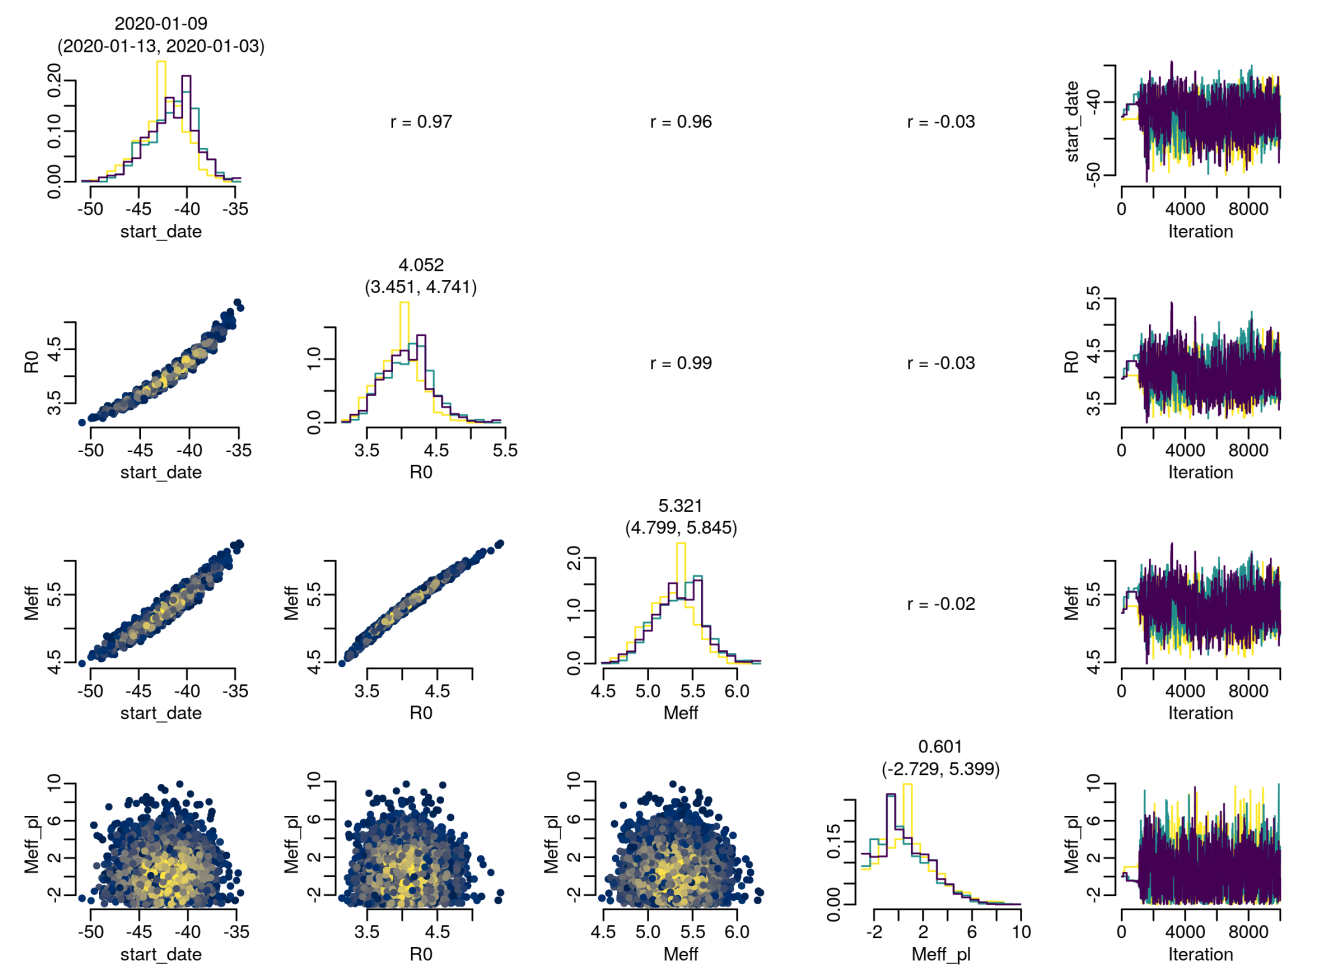 2020-01-09
(2020-01-13, 2020-01-03)
0.00 0.10 0.20
-50 -45 -40 -35
start_date
r = 0.97
r = 0.96
r = -0.03
start_date
-50 -40
0 4000 8000
Iteration
R0
3.5 4.5
-50 -45 -40 -35
start_date
4.052
(3.451, 4.741)
0.0 1.0
3.5 4.5 5.5
R0
r = 0.99
r = -0.03
R0
3.5 4.5 5.5
0 4000 8000
Iteration
Meff
4.5 5.5
-50 -45 -40 -35
start_date
Meff
4.5 5.5
3.5 4.5
R0
5.321
(4.799, 5.845)
0.0 1.0 2.0
4.5 5.0 5.5 6.0
Meff
r = -0.02
Meff
4.5 5.5
0 4000 8000
Iteration
Meff_pl
-2 2 6 10
-50 -45 -40 -35
start_date
Meff_pl
-2 2 6 10
3.5 4.5
R0
Meff_pl
-2 2 6 10
4.5 5.0 5.5 6.0
Meff
0.601
(-2.729, 5.399)
0.00 0.15
-2 2 6 10
Meff_pl
Meff_pl
-2 2 6 10
0 4000 8000
Iteration